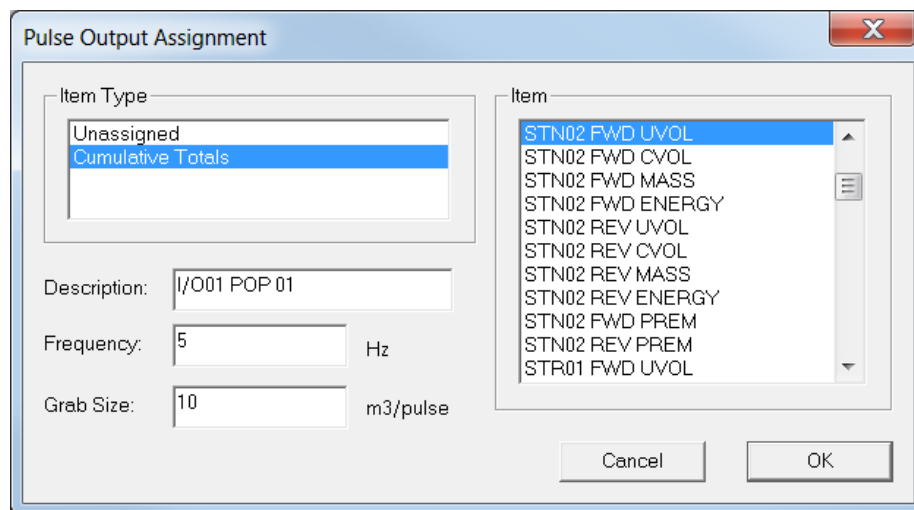 Pulse Output Assignment
Item Type
Unassigned
Cumulative Totals
Item
STN02 FWD UVOL
STN02 FWD CVOL
STN02 FWD MASS
STN02 FWD ENERGY
STN02 REV UVOL
STN02 REV CVOL
STN02 REV MASS
STN02 REV ENERGY
STN02 FWD PREM
STN02 REV PREM
STR01 FWD UVOL
Description: I/O01 POP 01
Frequency: 5 Hz
Grab Size: 10 m3/pulse
Cancel OK